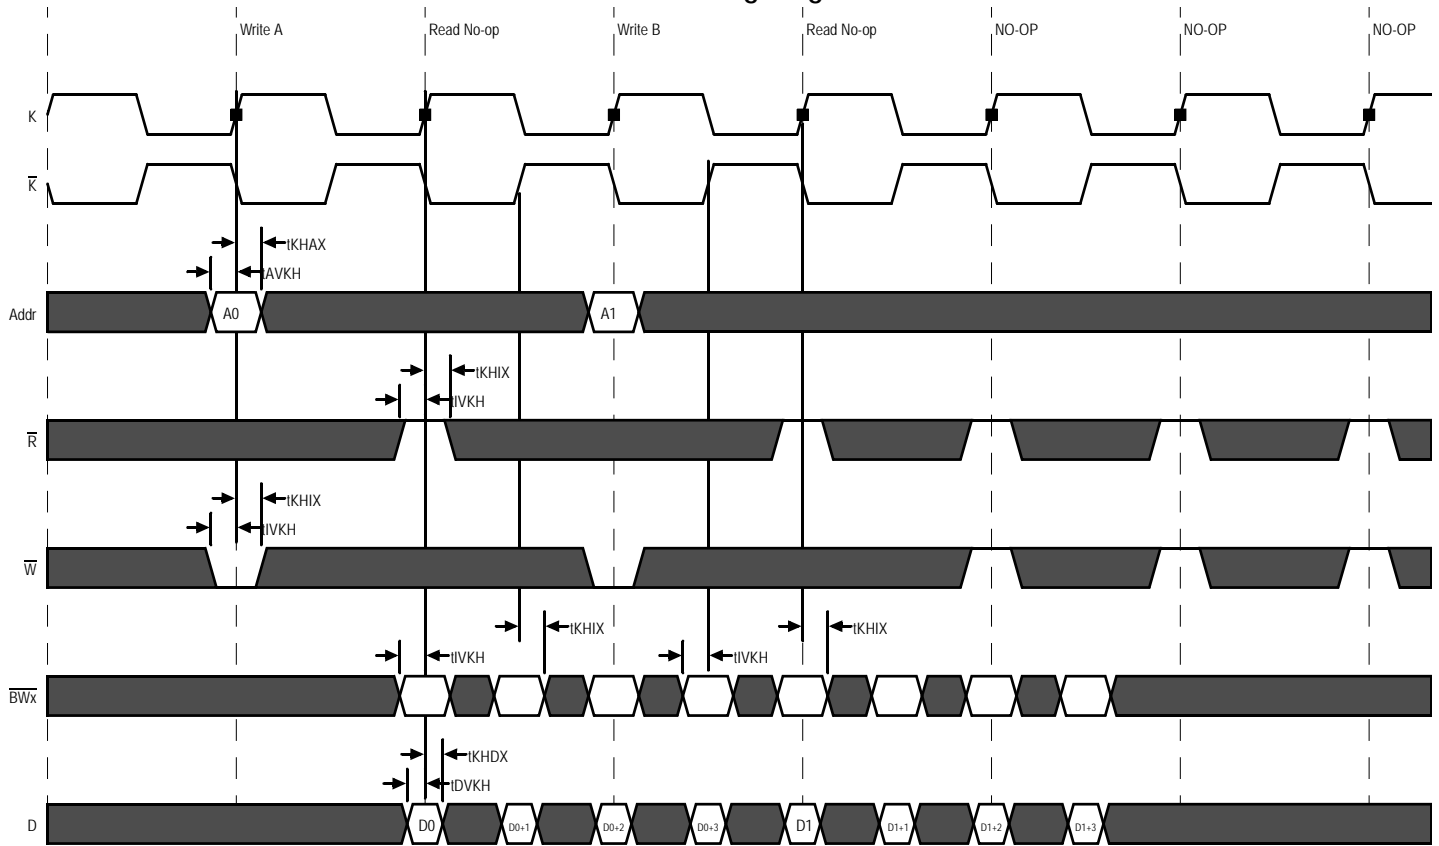 Write A
Read No-op
Write B
Read No-op
NO-OP
NO-OP
NO-OP
K
K̅
tKHAX
tAVKH
Addr
A0
A1
tKHIX
tIVKH
R̅
tKHIX
tIVKH
W̅
tKHIX
tKHIX
tIVKH
tIVKH
B̅W̅x̅
tKHDX
tDVKH
D
D0
D0+1
D0+2
D0+3
D1
D1+1
D1+2
D1+3